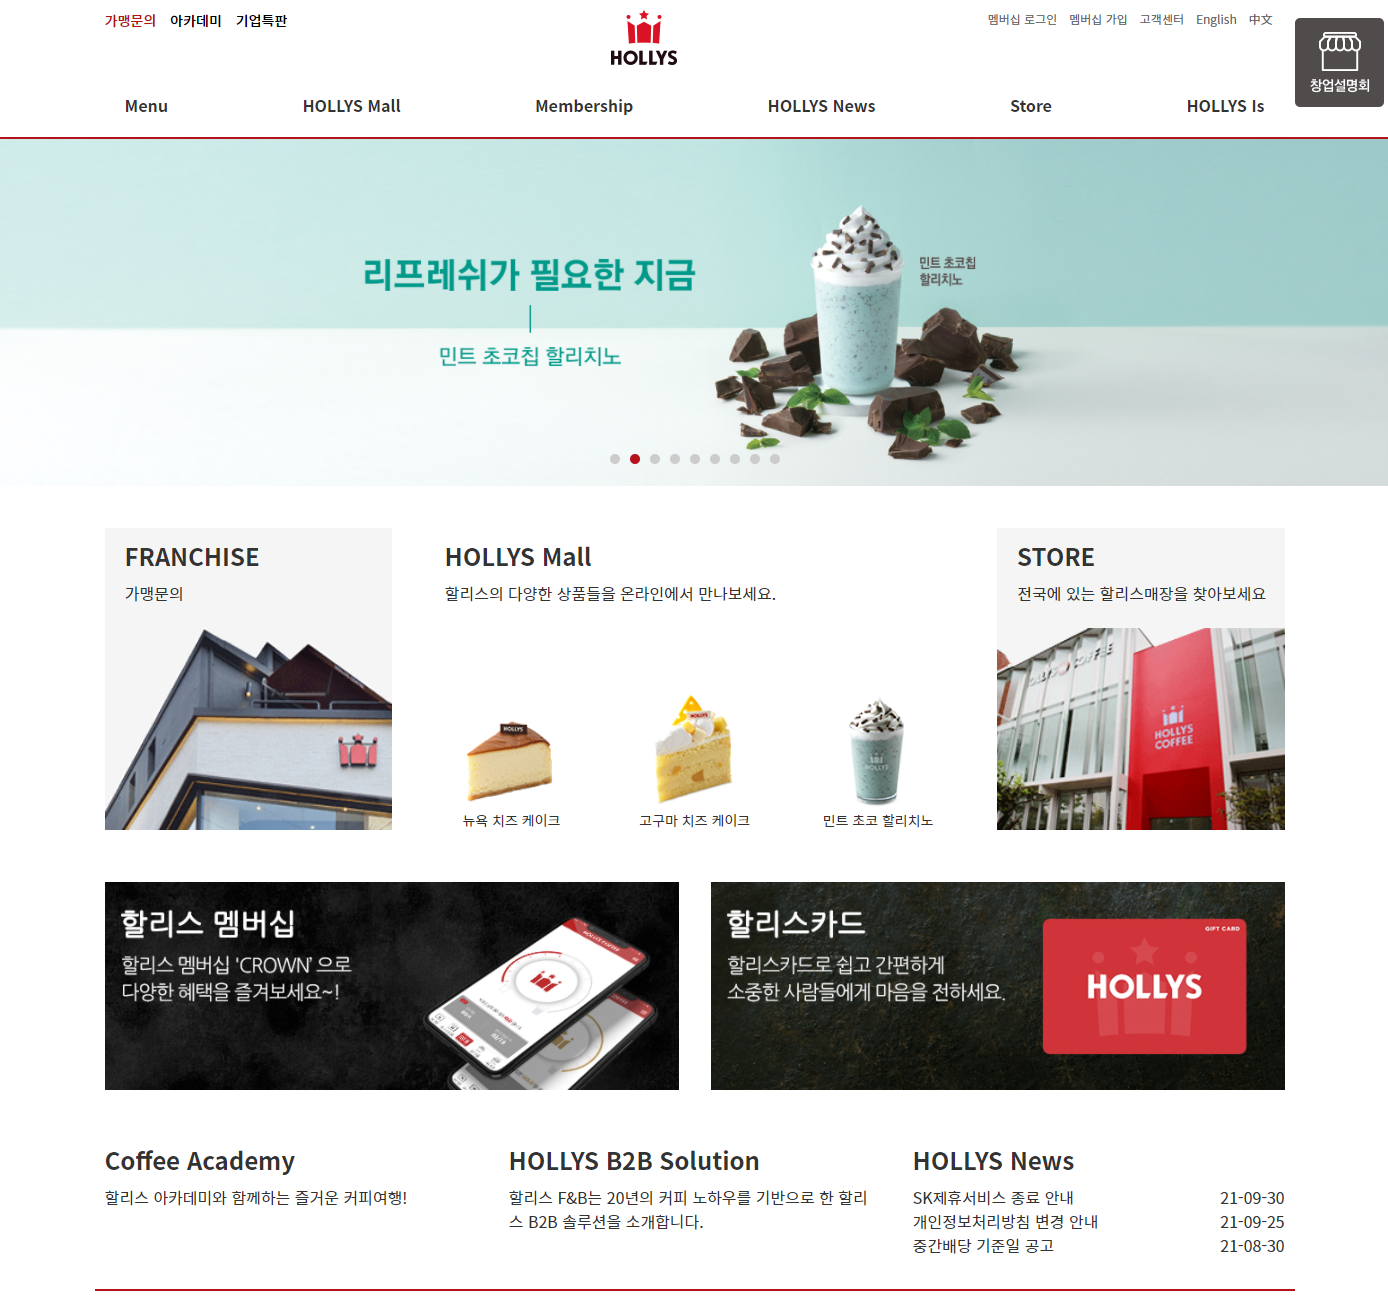 가맹문의 아카데미 기업특판
HOLLYS
멤버십 로그인 멤버십 가입 고객센터 English 中文
창업설명회
Menu HOLLYS Mall Membership HOLLYS News Store HOLLYS Is
리프레쉬가 필요한 지금
민트 초코칩 할리치노
민트 초코칩
할리치노
FRANCHISE
가맹문의
HOLLYS Mall
할리스의 다양한 상품들을 온라인에서 만나보세요.
HOLLYS
뉴욕 치즈 케이크
HOLLYS
고구마 치즈 케이크
HOLLYS
민트 초코 할리치노
STORE
전국에 있는 할리스매장을 찾아보세요
HOLLYS COFFEE
HOLLYS
COFFEE
할리스 멤버십
할리스 멤버십 'CROWN' 으로
다양한 혜택을 즐겨보세요~!
HOLLYS COFFEE
할리스카드
할리스카드로 쉽고 간편하게
소중한 사람들에게 마음을 전하세요.
GIFT CARD
HOLLYS
Coffee Academy
할리스 아카데미와 함께하는 즐거운 커피여행!
HOLLYS B2B Solution
할리스 F&B는 20년의 커피 노하우를 기반으로 한 할리
스 B2B 솔루션을 소개합니다.
HOLLYS News
SK제휴서비스 종료 안내 21-09-30
개인정보처리방침 변경 안내 21-09-25
중간배당 기준일 공고 21-08-30